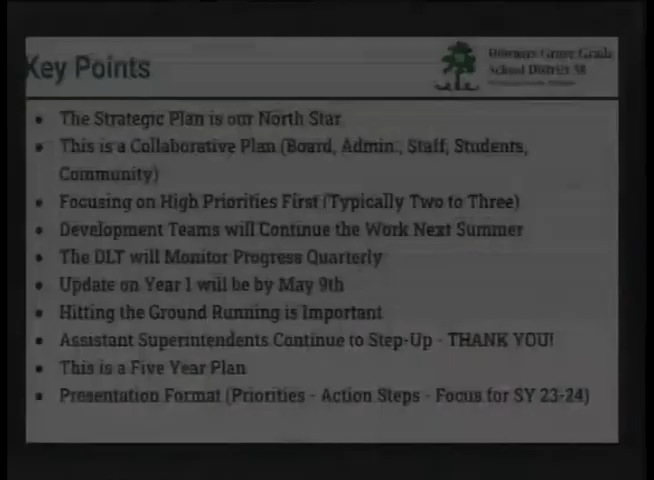 Key Points
Downers Grove Grade
School District 58
• The Strategic Plan is our North Star
• This is a Collaborative Plan (Board, Admin., Staff, Students,
Community)
• Focusing on High Priorities First (Typically Two to Three)
• Development Teams will Continue the Work Next Summer
• The DLT will Monitor Progress Quarterly
• Update on Year 1 will be by May 9th
• Hitting the Ground Running is Important
• Assistant Superintendents Continue to Step-Up - THANK YOU!
• This is a Five Year Plan
• Presentation Format (Priorities - Action Steps - Focus for SY 23-24)